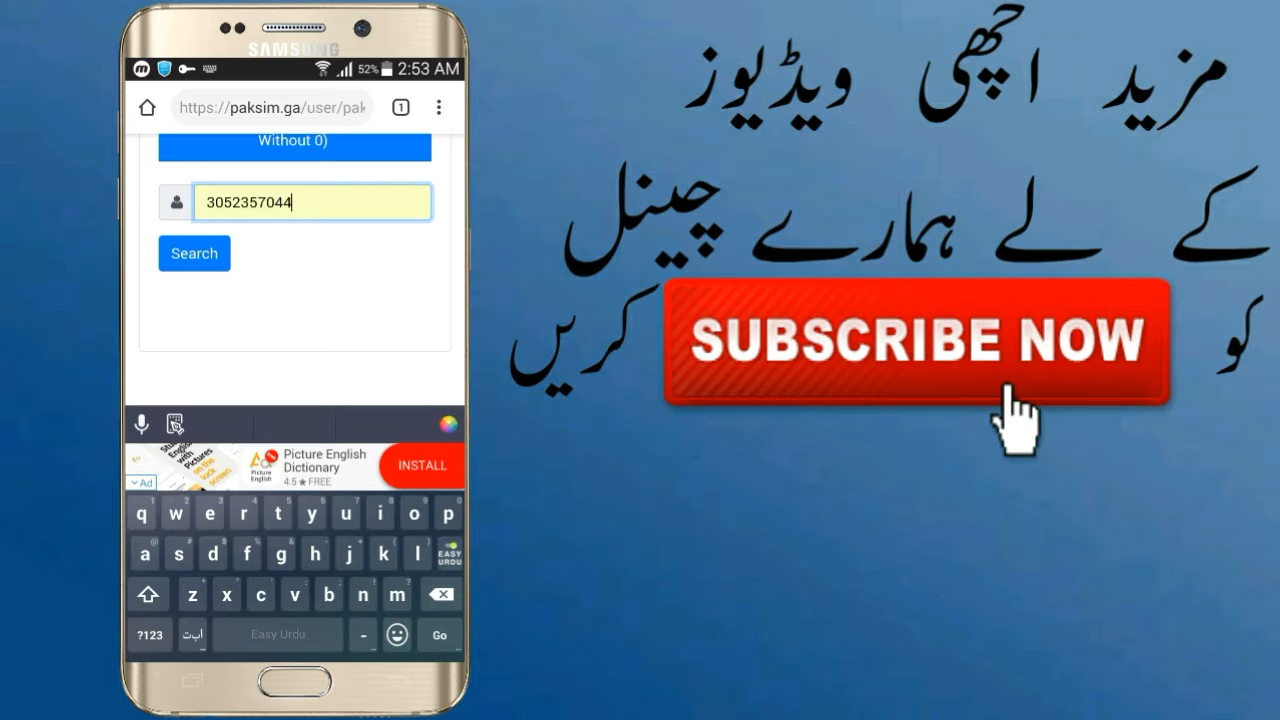 SAMSUNG
52% 2:53 AM
https://paksim.ga/user/pak
1
Without 0)
3052357044
Search
Picture English
Dictionary
4.5★FREE
INSTALL
Ad
q w e r t y u i o p
a s d f g h j k l EASY URDU
z x c v b n m
?123 ابت Easy Urdu - Go
مزید اچھی ویڈیوز
کے لے ہمارے چینل
کو SUBSCRIBE NOW کریں